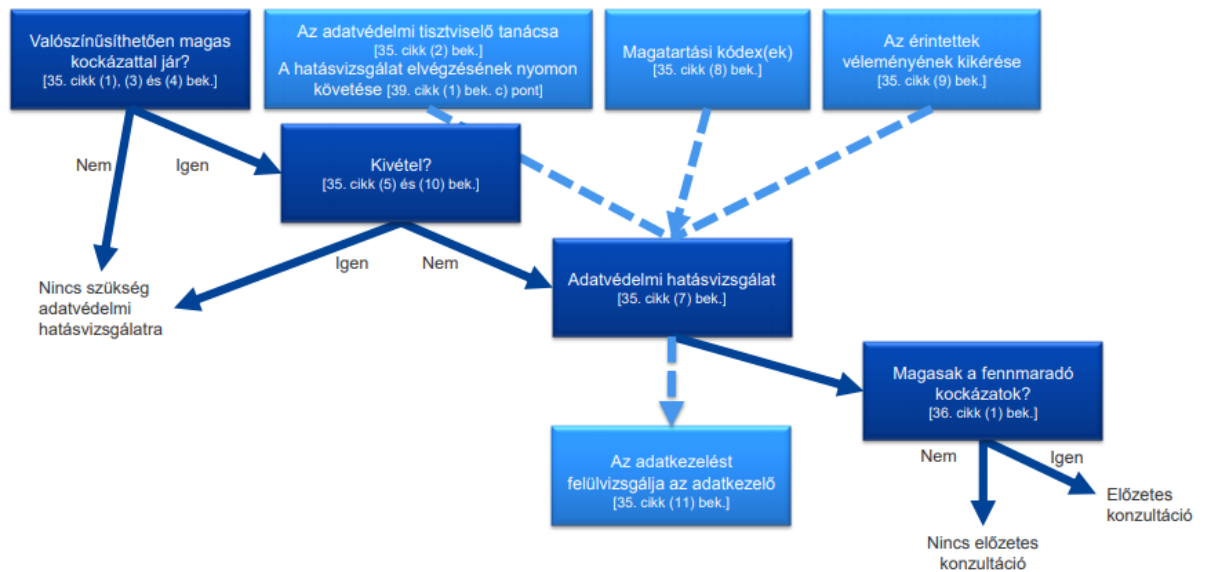 Valószínűsíthetően magas
kockázattal jár?
[35. cikk (1), (3) és (4) bek.]
Az adatvédelmi tisztviselő tanácsa
[35. cikk (2) bek.]
A hatásvizsgálat elvégzésének nyomon
követése [39. cikk (1) bek. c) pont]
Magatartási kódex(ek)
[35. cikk (8) bek.]
Az érintettek
véleményének kikérése
[35. cikk (9) bek.]
Nem
Igen
Kivétel?
[35. cikk (5) és (10) bek.]
Igen
Nem
Nincs szükség
adatvédelmi
hatásvizsgálatra
Adatvédelmi hatásvizsgálat
[35. cikk (7) bek.]
Magasak a fennmaradó
kockázatok?
[36. cikk (1) bek.]
Az adatkezelést
felülvizsgálja az adatkezelő
[35. cikk (11) bek.]
Nem
Igen
Előzetes
konzultáció
Nincs előzetes
konzultáció